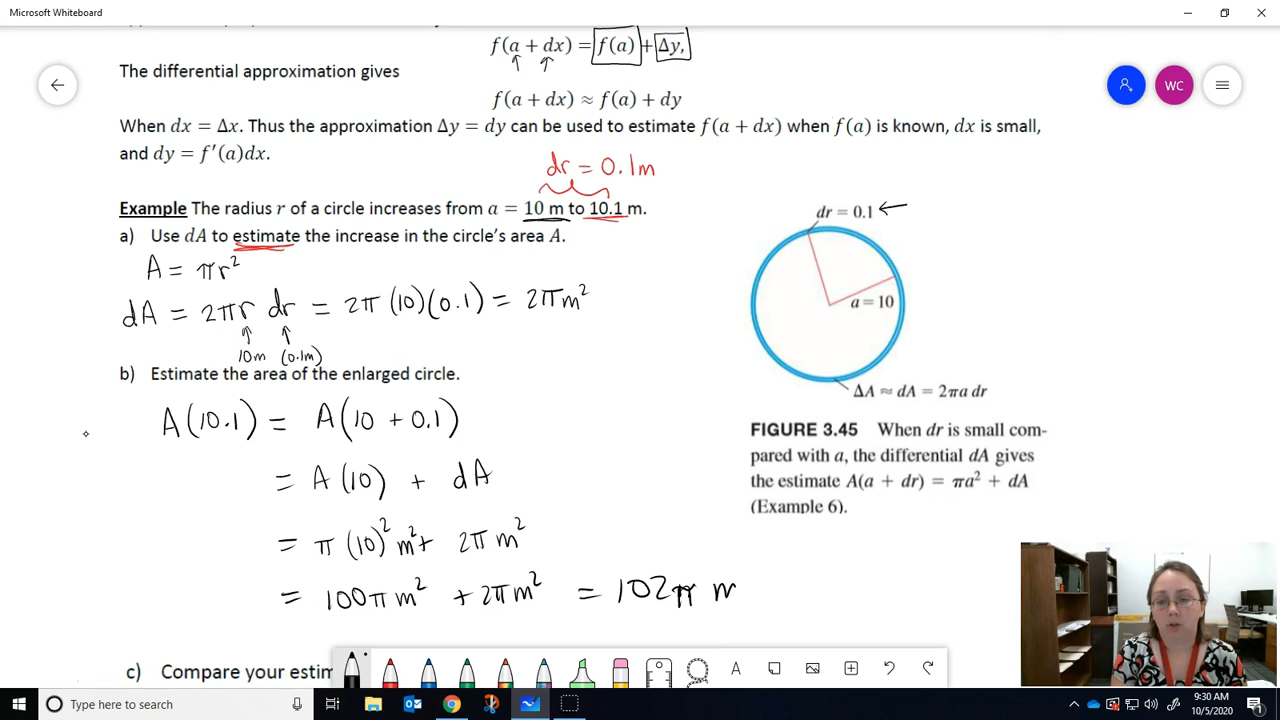 Microsoft Whiteboard
f(a + dx) = f(a) + Δy,
↑ ↑
The differential approximation gives
f(a + dx) ≈ f(a) + dy
WC
When dx = Δx. Thus the approximation Δy = dy can be used to estimate f(a + dx) when f(a) is known, dx is small,
and dy = f′(a)dx.
dr = 0.1m
Example The radius r of a circle increases from a = 10 m to 10.1 m.
a) Use dA to estimate the increase in the circle's area A.
A = πr²
dA = 2πr dr = 2π (10)(0.1) = 2π m²
↑ ↑
10m (0.1m)
b) Estimate the area of the enlarged circle.
A(10.1) = A(10 + 0.1)
= A(10) + dA
= π(10)² m² + 2π m²
= 100π m² + 2π m² = 102π m
c) Compare your estim
dr = 0.1 ←
a = 10
ΔA ≈ dA = 2πa dr
FIGURE 3.45 When dr is small com-
pared with a, the differential dA gives
the estimate A(a + dr) = πa² + dA
(Example 6).
A
Type here to search
9:30 AM
10/5/2020